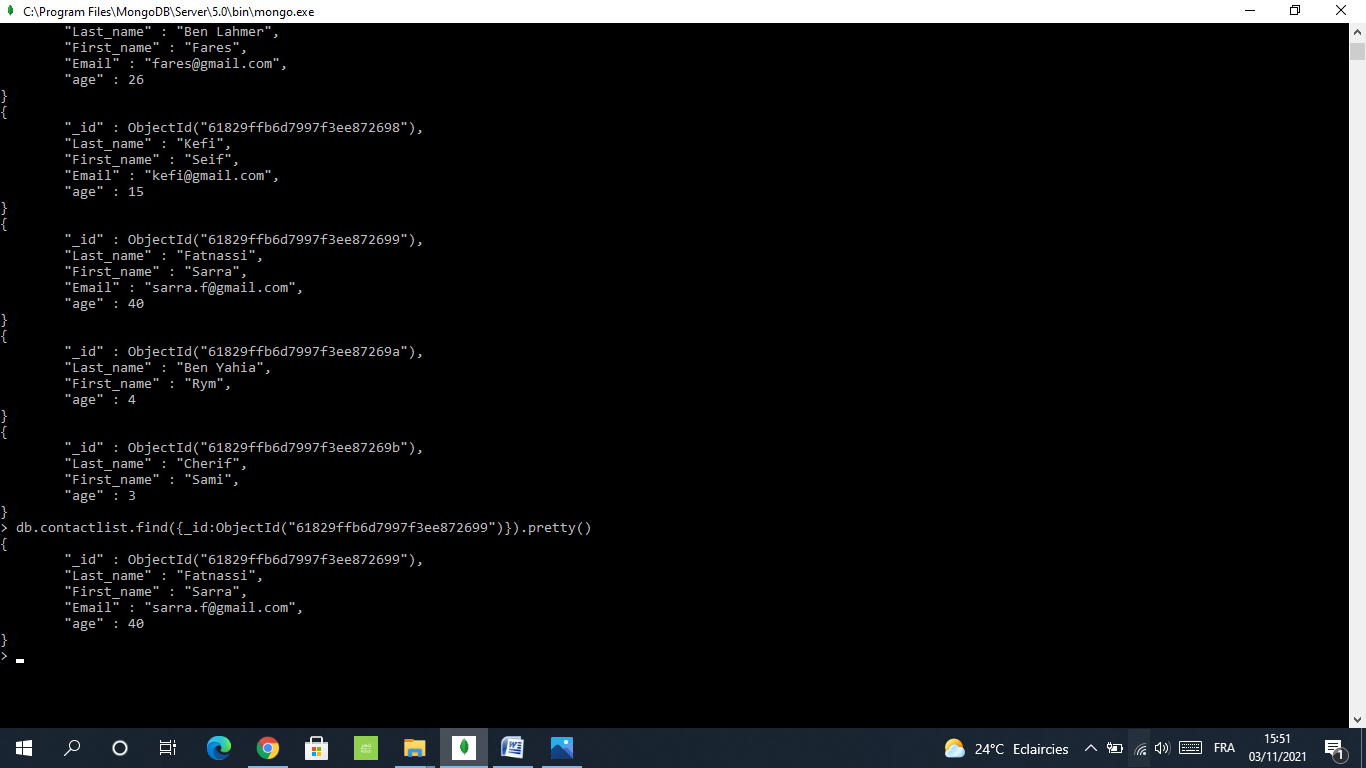 C:\Program Files\MongoDB\Server\5.0\bin\mongo.exe
"Last_name" : "Ben Lahmer",
"First_name" : "Fares",
"Email" : "fares@gmail.com",
"age" : 26
}
{
"_id" : ObjectId("61829ffb6d7997f3ee872698"),
"Last_name" : "Kefi",
"First_name" : "Seif",
"Email" : "kefi@gmail.com",
"age" : 15
}
{
"_id" : ObjectId("61829ffb6d7997f3ee872699"),
"Last_name" : "Fatnassi",
"First_name" : "Sarra",
"Email" : "sarra.f@gmail.com",
"age" : 40
}
{
"_id" : ObjectId("61829ffb6d7997f3ee87269a"),
"Last_name" : "Ben Yahia",
"First_name" : "Rym",
"age" : 4
}
{
"_id" : ObjectId("61829ffb6d7997f3ee87269b"),
"Last_name" : "Cherif",
"First_name" : "Sami",
"age" : 3
}
> db.contactlist.find({_id:ObjectId("61829ffb6d7997f3ee872699")}).pretty()
{
"_id" : ObjectId("61829ffb6d7997f3ee872699"),
"Last_name" : "Fatnassi",
"First_name" : "Sarra",
"Email" : "sarra.f@gmail.com",
"age" : 40
}
>
24°C Eclaircies FRA 15:51
03/11/2021
1